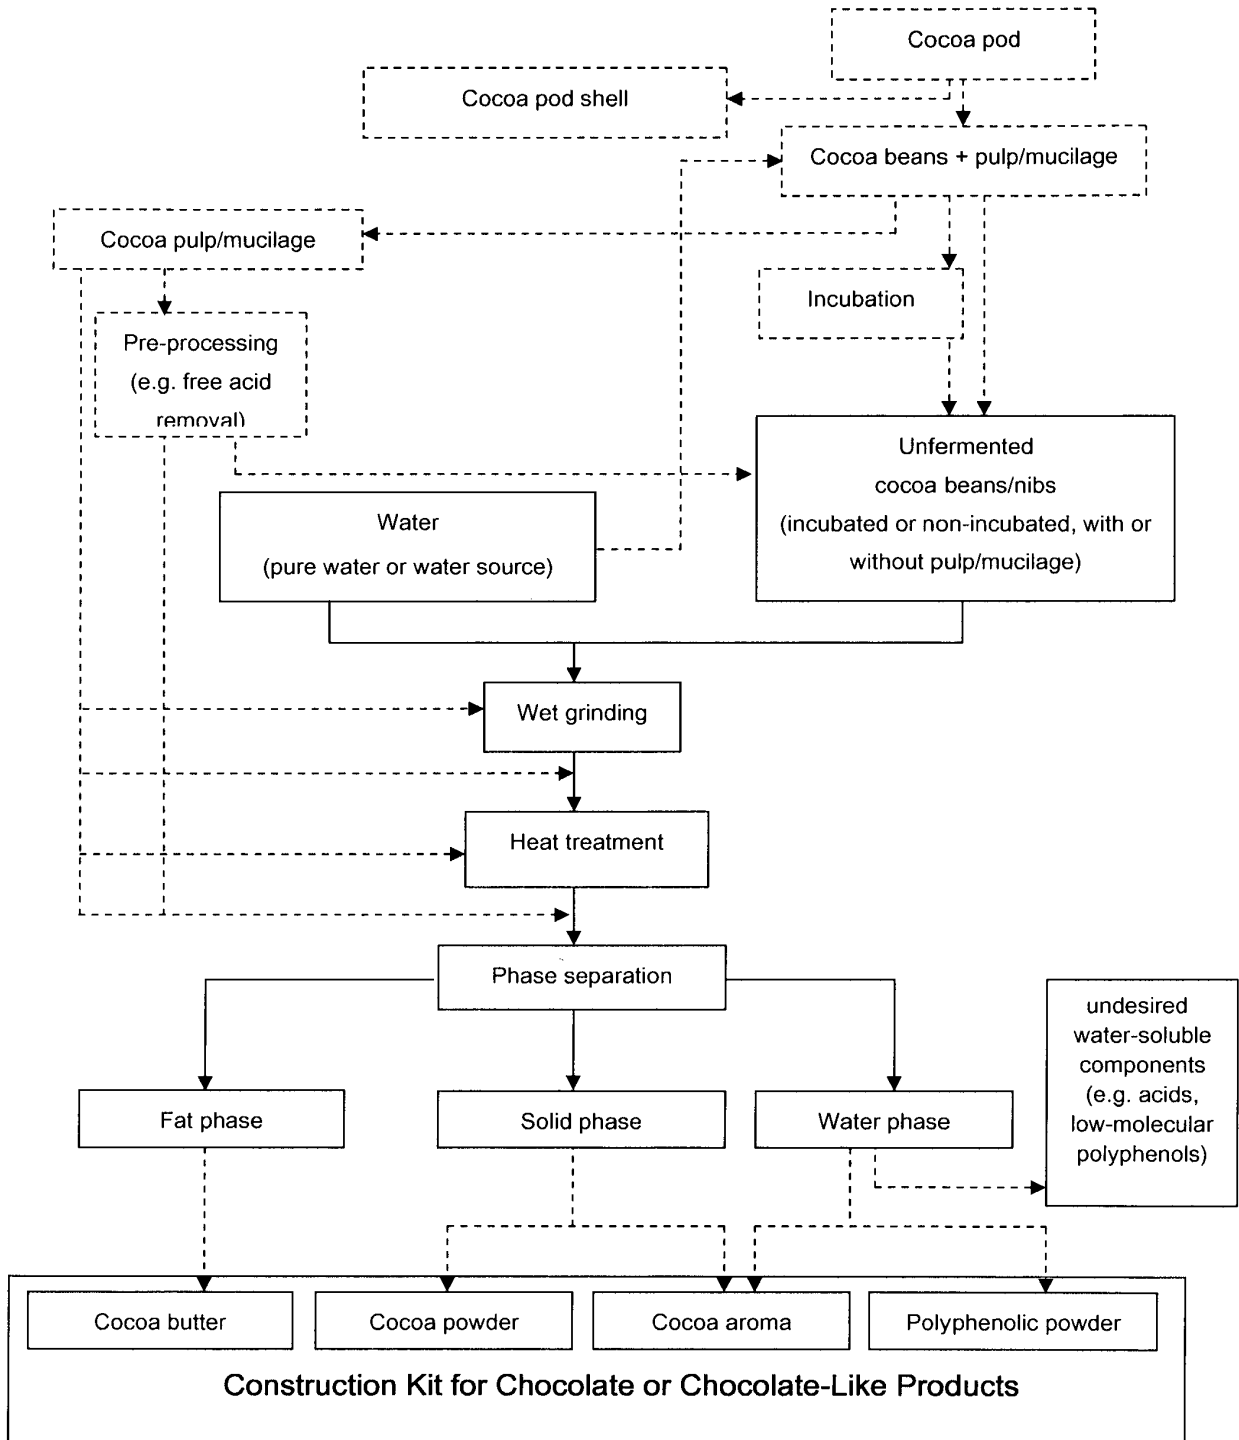 Cocoa pod
Cocoa pod shell
Cocoa beans + pulp/mucilage
Cocoa pulp/mucilage
Incubation
Pre-processing
(e.g. free acid
removal)
Unfermented
cocoa beans/nibs
(incubated or non-incubated, with or
without pulp/mucilage)
Water
(pure water or water source)
Wet grinding
Heat treatment
Phase separation
undesired
water-soluble
components
(e.g. acids,
low-molecular
polyphenols)
Fat phase
Solid phase
Water phase
Cocoa butter
Cocoa powder
Cocoa aroma
Polyphenolic powder
Construction Kit for Chocolate or Chocolate-Like Products